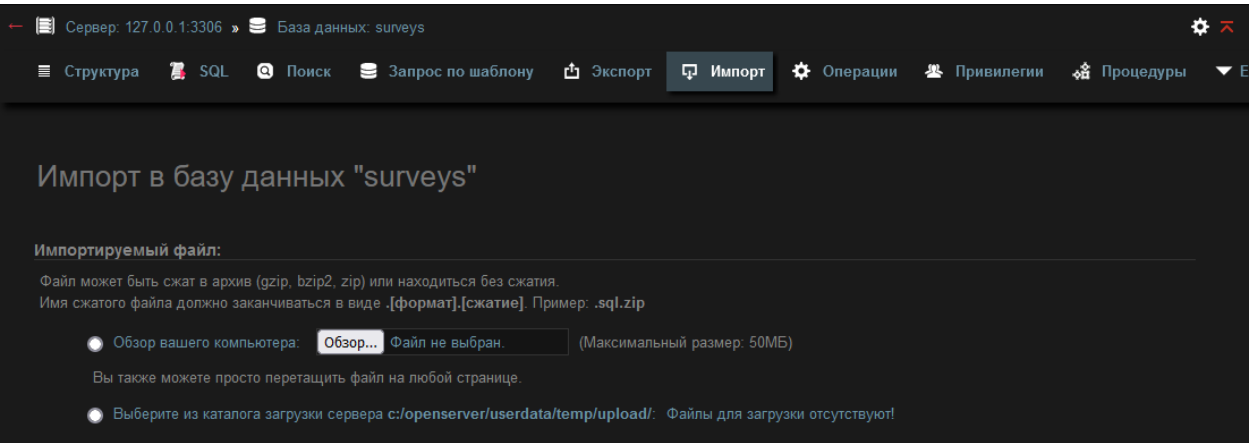 Сервер: 127.0.0.1:3306 » База данных: surveys
Структура SQL Поиск Запрос по шаблону Экспорт Импорт Операции Привилегии Процедуры
Импорт в базу данных "surveys"
Импортируемый файл:
Файл может быть сжат в архив (gzip, bzip2, zip) или находиться без сжатия.
Имя сжатого файла должно заканчиваться в виде .[формат].[сжатие]. Пример: .sql.zip
Обзор вашего компьютера: Обзор... Файл не выбран. (Максимальный размер: 50МБ)
Вы также можете просто перетащить файл на любой странице.
Выберите из каталога загрузки сервера c:/openserver/userdata/temp/upload/: Файлы для загрузки отсутствуют!